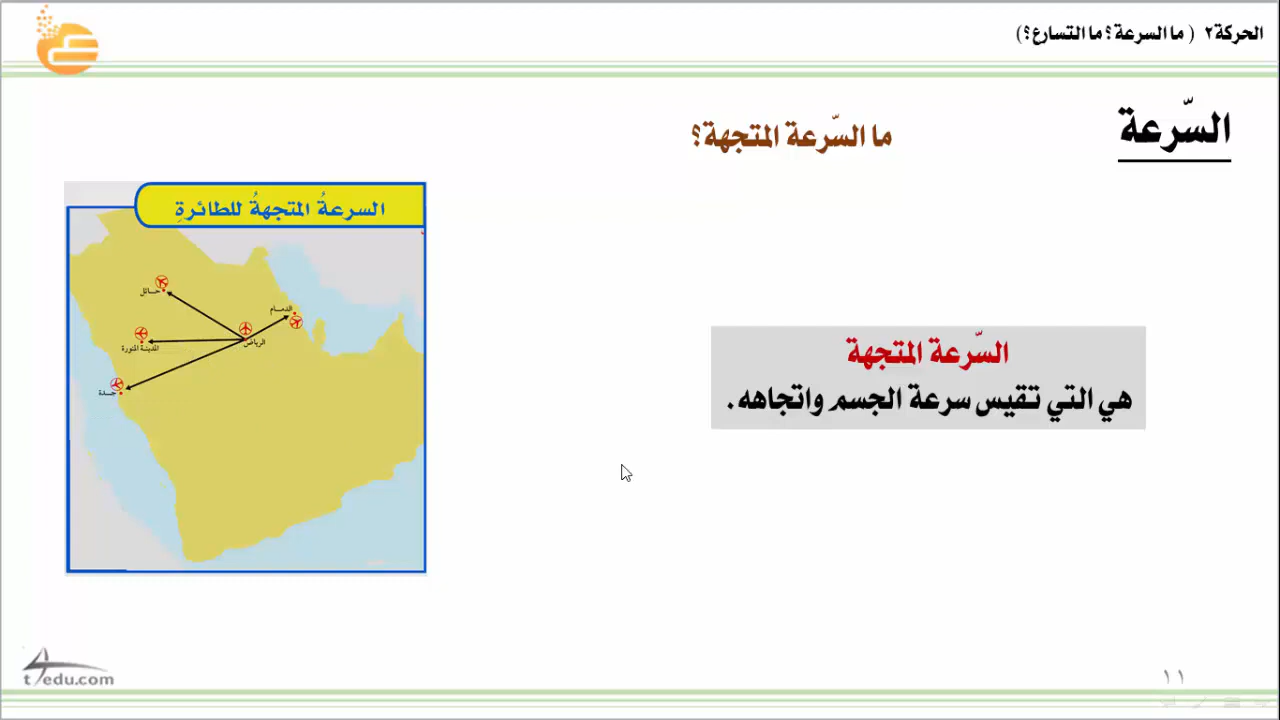 الحركة٢ ( ما السرعة؟ ما التسارع؟)
السّرعة
ما السّرعة المتجهة؟
السرعةُ المتجهةُ للطائرةِ
حائل
الدمام
الرياض
المدينة المنورة
جدة
السّرعة المتجهة
هي التي تقيس سرعة الجسم واتجاهه.
t4edu.com
١١